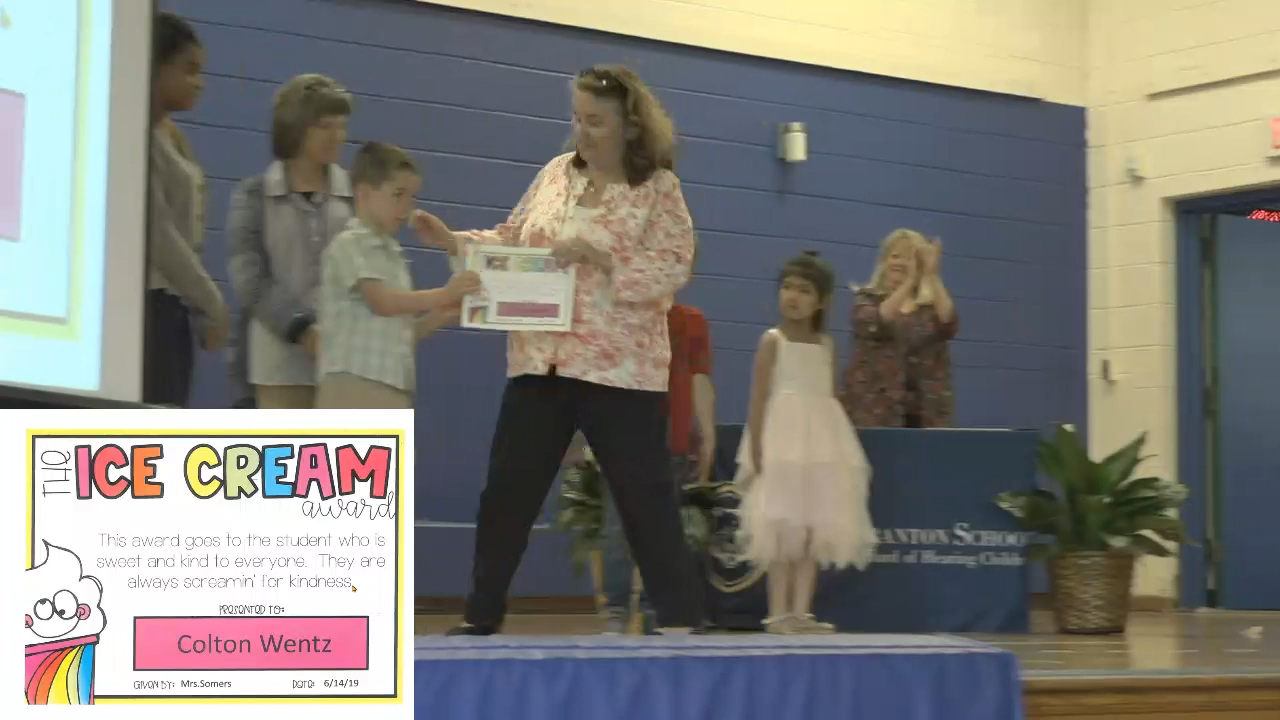 THE
ICE CREAM
award
This award goes to the student who is
sweet and kind to everyone. They are
always screamin' for kindness.
PRESENTED TO:
Colton Wentz
GIVEN BY: Mrs.Somers
DATE: 6/14/19